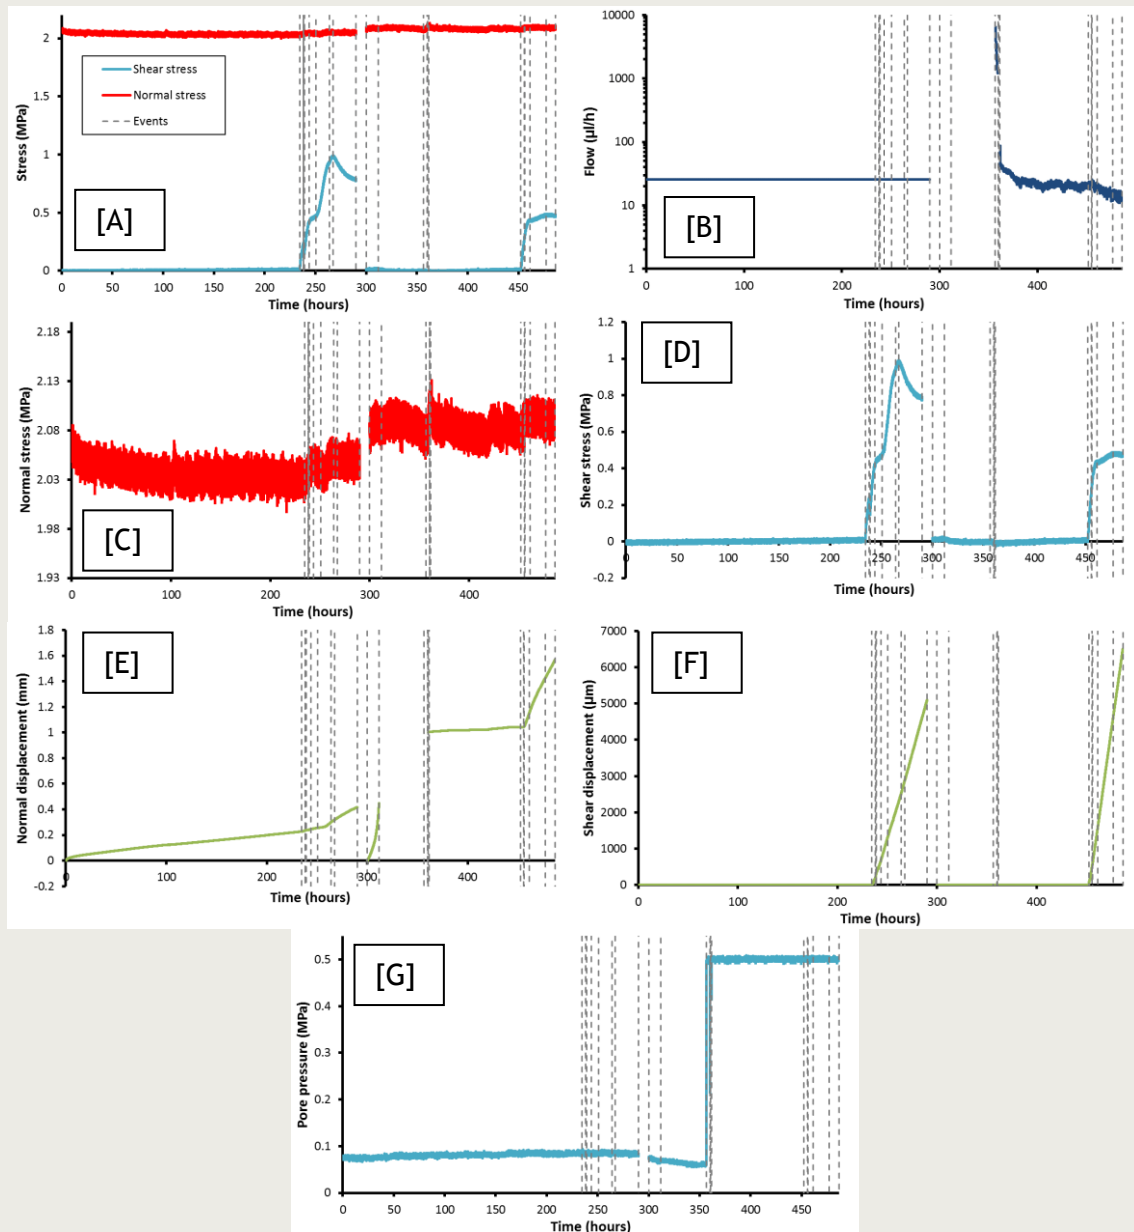 2
1.5
1
0.5
0
Stress (MPa)
Shear stress
Normal stress
Events
[A]
0 50 100 150 200 250 300 350 400 450
Time (hours)
10000
1000
100
10
1
Flow (µl/h)
[B]
0 100 200 300 400
Time (hours)
2.18
2.13
2.08
2.03
1.98
1.93
Normal stress (MPa)
[C]
0 100 200 300 400
Time (hours)
1.2
1
0.8
0.6
0.4
0.2
0
-0.2
Shear stress (MPa)
[D]
0 50 100 150 200 250 300 350 400 450
Time (hours)
1.8
1.6
1.4
1.2
1
0.8
0.6
0.4
0.2
0
-0.2
Normal displacement (mm)
[E]
0 100 200 300 400
Time (hours)
7000
6000
5000
4000
3000
2000
1000
0
Shear displacement (µm)
[F]
0 100 200 300 400
Time (hours)
0.5
0.4
0.3
0.2
0.1
0
Pore pressure (MPa)
[G]
0 50 100 150 200 250 300 350 400 450
Time (hours)